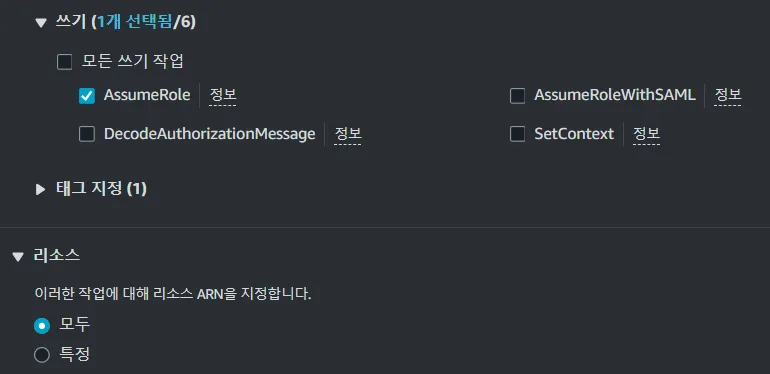 쓰기 (1개 선택됨/6)
모든 쓰기 작업
AssumeRole 정보 AssumeRoleWithSAML 정보
DecodeAuthorizationMessage 정보 SetContext 정보
태그 지정 (1)
리소스
이러한 작업에 대해 리소스 ARN을 지정합니다.
모두
특정